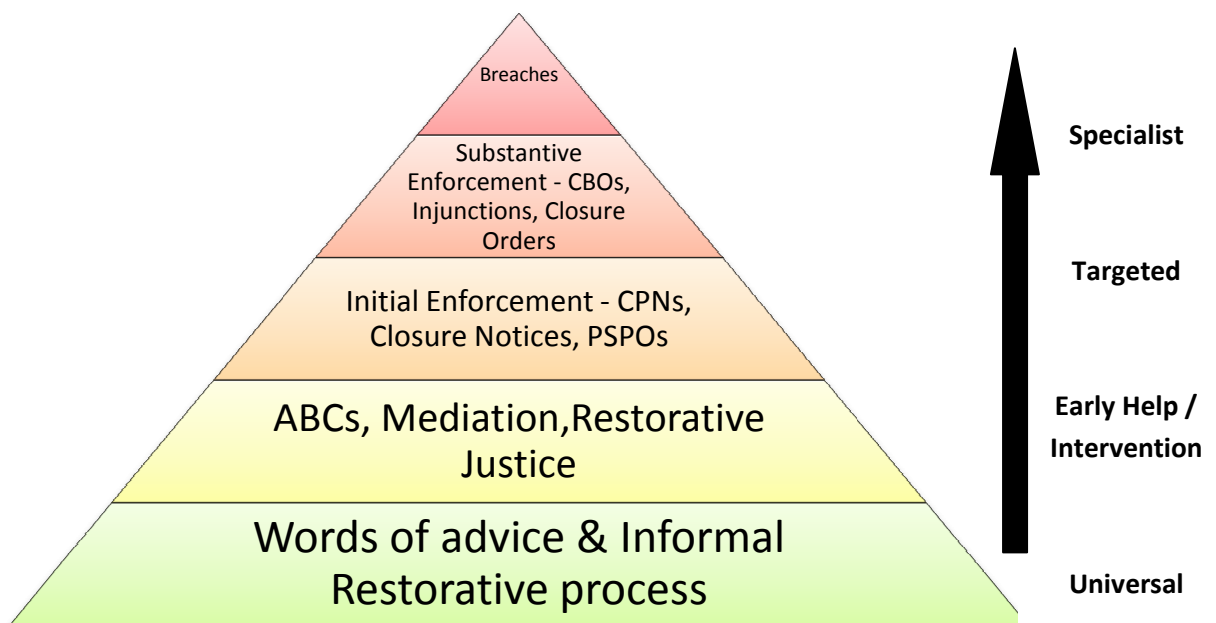 Breaches
Substantive
Enforcement - CBOs,
Injunctions, Closure
Orders
Initial Enforcement - CPNs,
Closure Notices, PSPOs
ABCs, Mediation,Restorative
Justice
Words of advice & Informal
Restorative process
Specialist
Targeted
Early Help /
Intervention
Universal